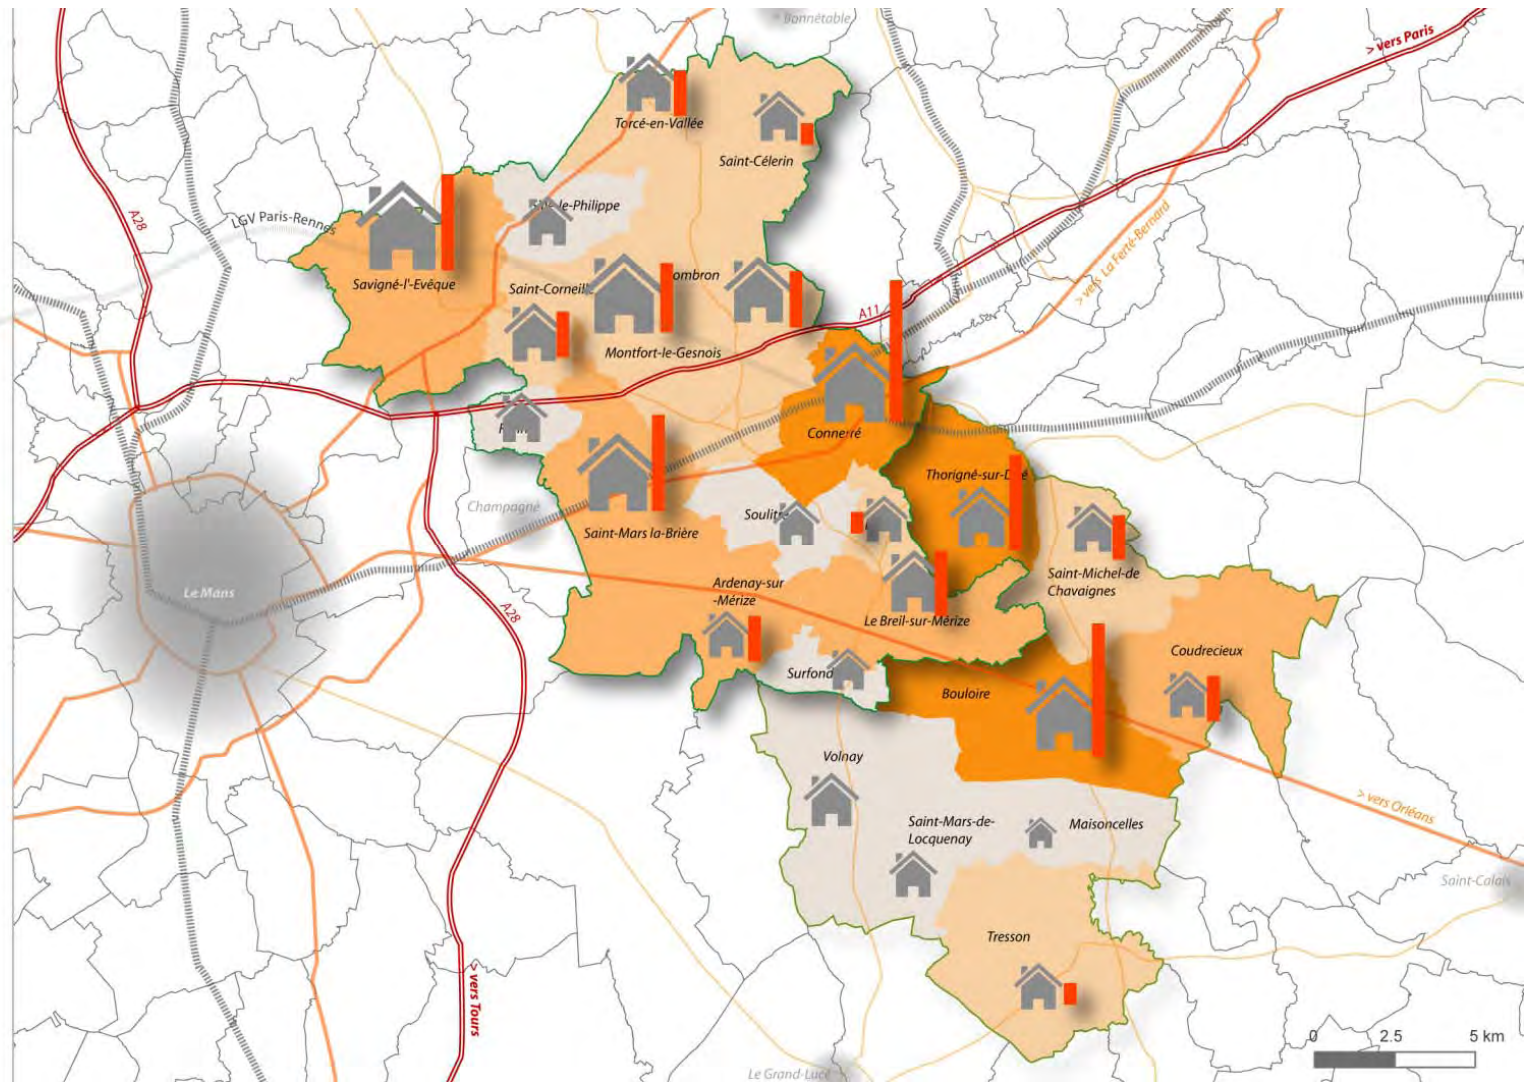 Bonnétable
> vers Paris
Torcé-en-Vallée
Saint-Célerin
A28
LGV Paris-Rennes
le-Philippe
> vers La Ferté-Bernard
Savigné-l'-Evêque
Saint-Corneille
ombron
A11
Montfort-le-Gesnois
Connerré
Thorigné-sur-D
Champagné
Soulitré
Saint-Mars la-Brière
Saint-Michel-de
Chavaignes
Ardenay-sur
-Mérize
Le Mans
A28
Le Breil-sur-Mérize
Coudrecieux
Surfond
Bouloire
Volnay
> vers Orléans
Saint-Mars-de-
Locquenay
Maisoncelles
Saint-Calais
Tresson
> vers Tours
0 2.5 5 km
Le Grand-Lucé